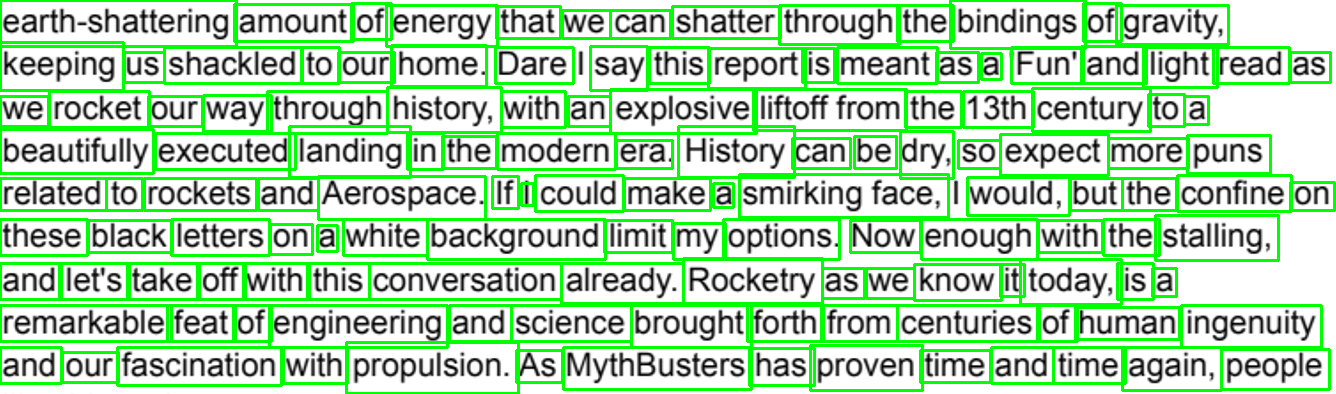 earth-shattering amount of energy that we can shatter through the bindings of gravity,
keeping us shackled to our home. Dare I say this report is meant as a 'Fun' and light read as
we rocket our way through history, with an explosive liftoff from the 13th century to a
beautifully executed landing in the modern era. History can be dry, so expect more puns
related to rockets and Aerospace. If I could make a smirking face, I would, but the confine on
these black letters on a white background limit my options. Now enough with the stalling,
and let's take off with this conversation already. Rocketry as we know it today, is a
remarkable feat of engineering and science brought forth from centuries of human ingenuity
and our fascination with propulsion. As MythBusters has proven time and time again, people